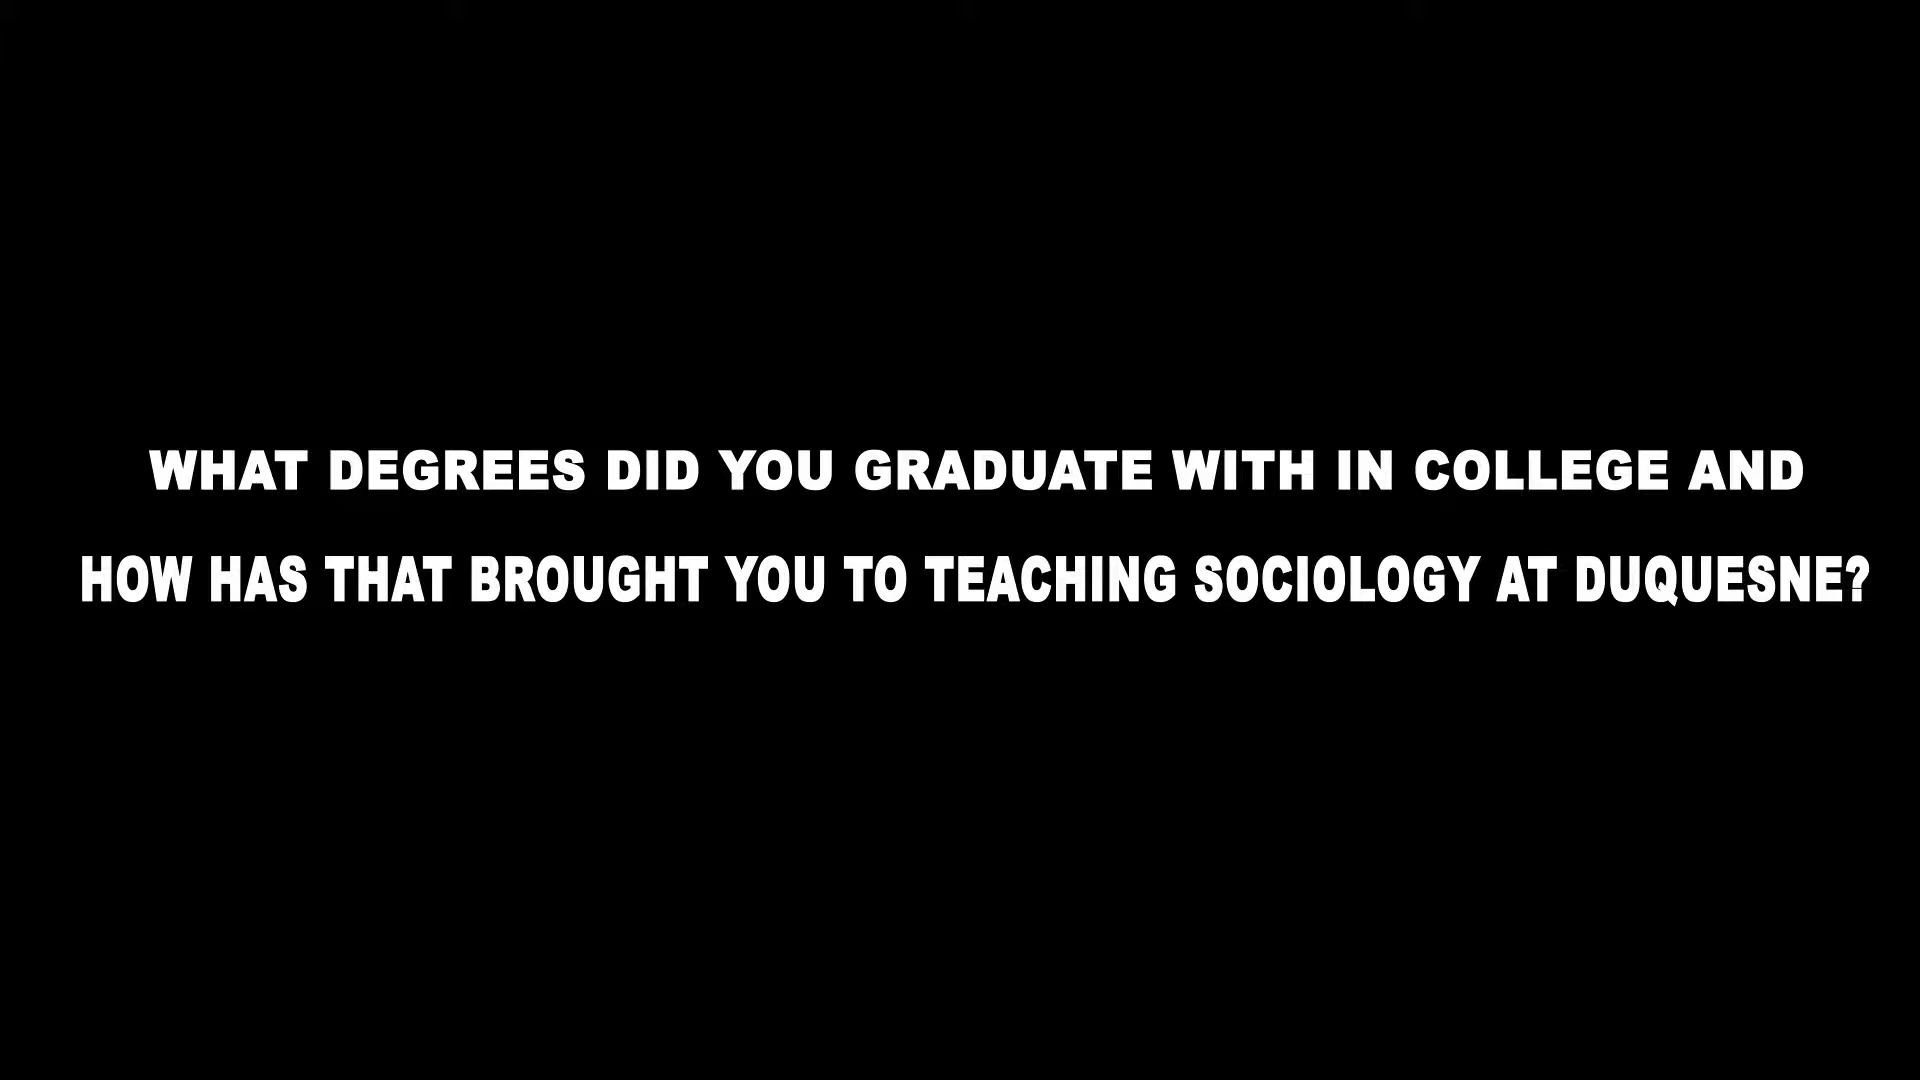 WHAT DEGREES DID YOU GRADUATE WITH IN COLLEGE AND
HOW HAS THAT BROUGHT YOU TO TEACHING SOCIOLOGY AT DUQUESNE?